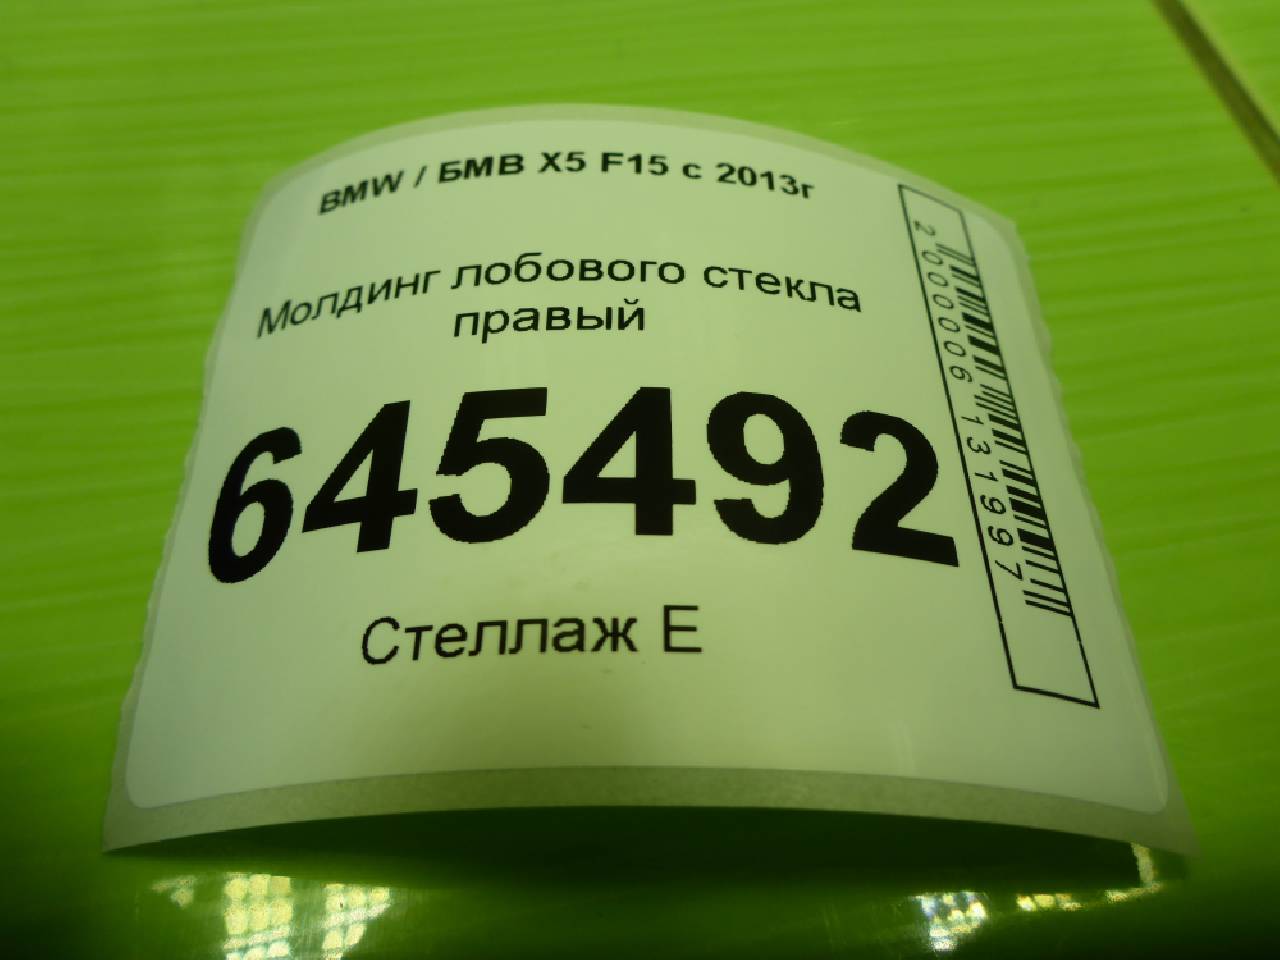 BMW / БМВ X5 F15 с 2013г
Молдинг лобового стекла
правый
645492
Стеллаж Е
2000006131997